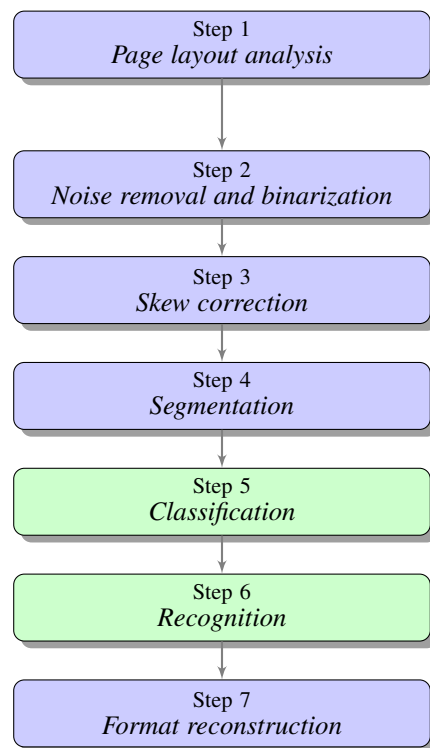 Step 1
Page layout analysis
Step 2
Noise removal and binarization
Step 3
Skew correction
Step 4
Segmentation
Step 5
Classification
Step 6
Recognition
Step 7
Format reconstruction